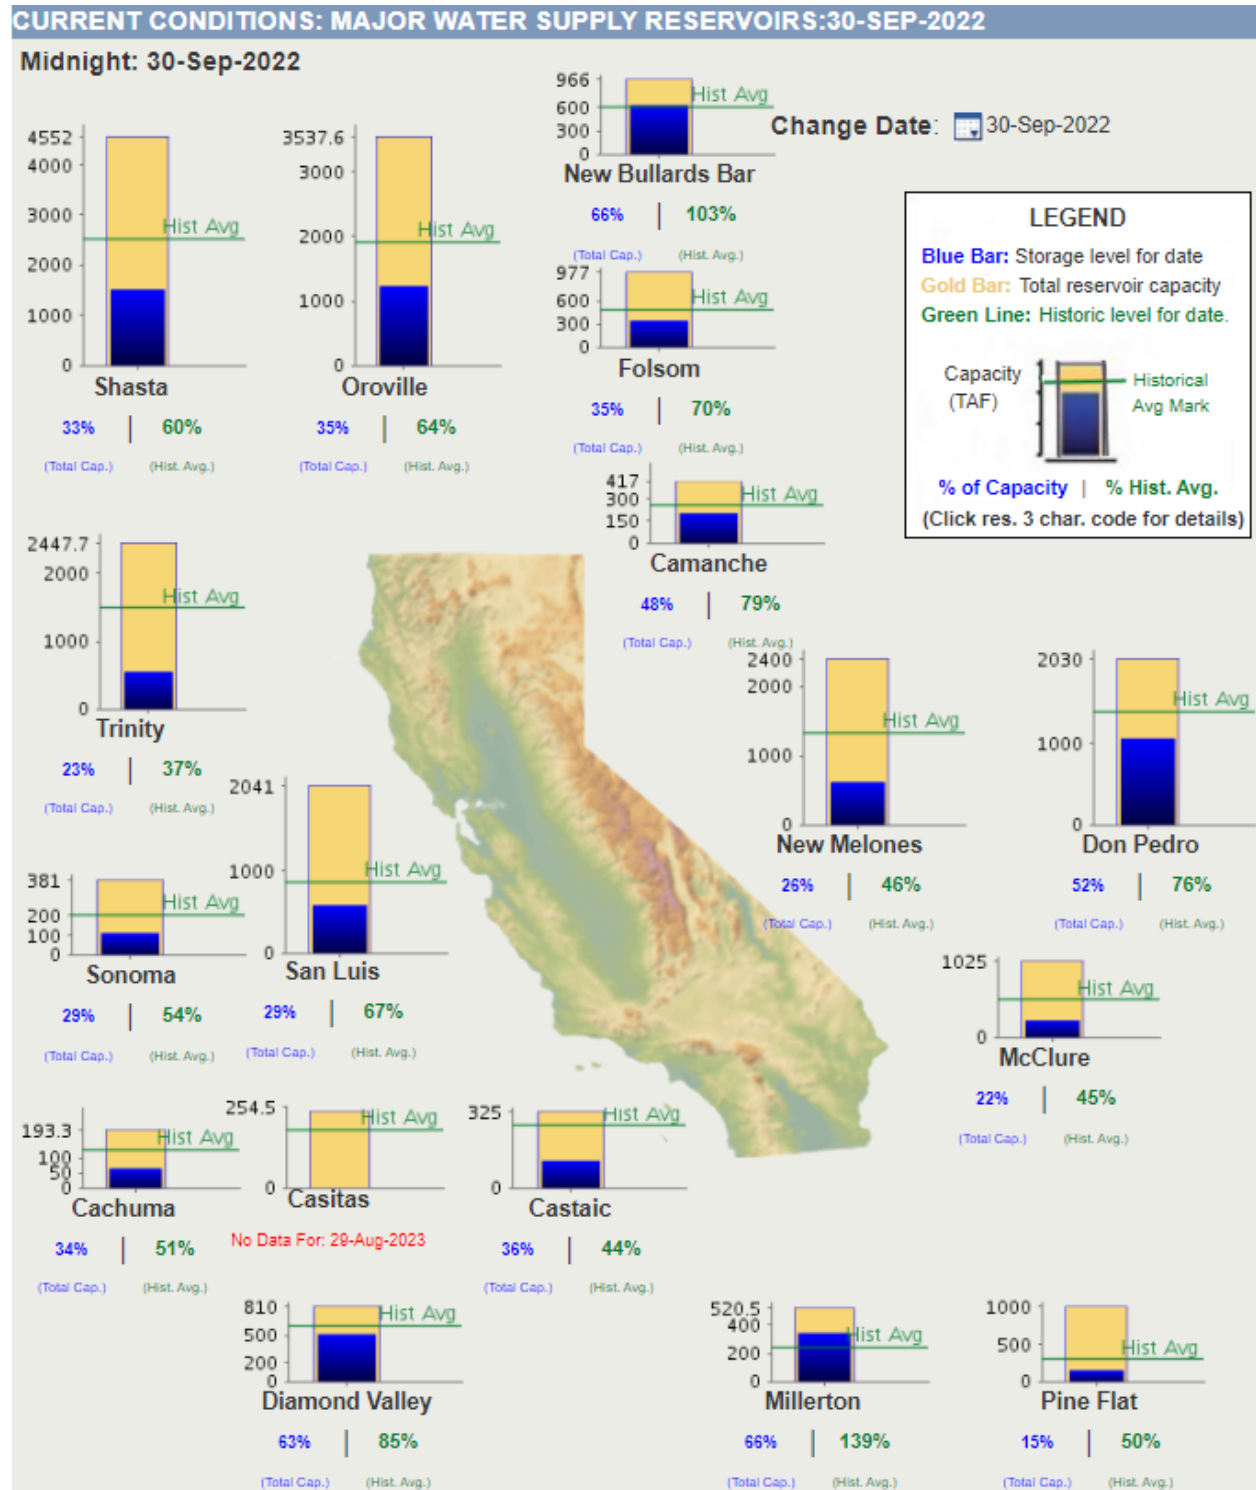 CURRENT CONDITIONS: MAJOR WATER SUPPLY RESERVOIRS:30-SEP-2022
Midnight: 30-Sep-2022
Change Date: 30-Sep-2022
4552
4000
3000
2000
1000
0
Hist Avg
Shasta
33% | 60%
(Total Cap.) (Hist. Avg.)
3537.6
3000
2000
1000
0
Hist Avg
Oroville
35% | 64%
(Total Cap.) (Hist. Avg.)
966
600
300
0
Hist Avg
New Bullards Bar
66% | 103%
(Total Cap.) (Hist. Avg.)
977
600
300
0
Hist Avg
Folsom
35% | 70%
(Total Cap.) (Hist. Avg.)
LEGEND
Blue Bar: Storage level for date
Gold Bar: Total reservoir capacity
Green Line: Historic level for date.
Capacity
(TAF)
Historical
Avg Mark
% of Capacity | % Hist. Avg.
(Click res. 3 char. code for details)
417
300
150
0
Hist Avg
Camanche
48% | 79%
(Total Cap.) (Hist. Avg.)
2447.7
2000
1000
0
Hist Avg
Trinity
23% | 37%
(Total Cap.) (Hist. Avg.)
2400
2000
1000
0
Hist Avg
New Melones
26% | 46%
(Total Cap.) (Hist. Avg.)
2030
1000
0
Hist Avg
Don Pedro
52% | 76%
(Total Cap.) (Hist. Avg.)
381
200
100
0
Hist Avg
Sonoma
29% | 54%
(Total Cap.) (Hist. Avg.)
2041
1000
0
Hist Avg
San Luis
29% | 67%
(Total Cap.) (Hist. Avg.)
1025
0
Hist Avg
McClure
22% | 45%
(Total Cap.) (Hist. Avg.)
193.3
100
50
0
Hist Avg
Cachuma
34% | 51%
(Total Cap.) (Hist. Avg.)
254.5
0
Hist Avg
Casitas
No Data For: 29-Aug-2023
325
0
Hist Avg
Castaic
36% | 44%
(Total Cap.) (Hist. Avg.)
810
500
200
0
Hist Avg
Diamond Valley
63% | 85%
(Total Cap.) (Hist. Avg.)
520.5
400
200
0
Hist Avg
Millerton
66% | 139%
(Total Cap.) (Hist. Avg.)
1000
500
0
Hist Avg
Pine Flat
15% | 50%
(Total Cap.) (Hist. Avg.)